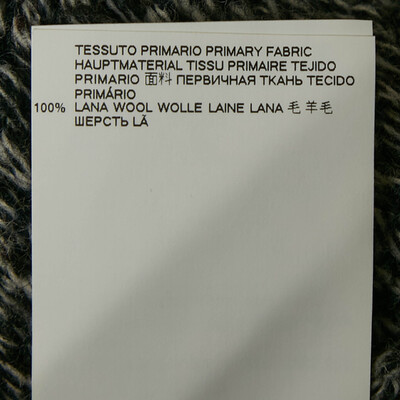 TESSUTO PRIMARIO PRIMARY FABRIC
HAUPTMATERIAL TISSU PRIMAIRE TEJIDO
PRIMARIO 面料 ПЕРВИЧНАЯ ТКАНЬ TECIDO
PRIMÁRIO
100% LANA WOOL WOLLE LAINE LANA 毛 羊毛
ШЕРСТЬ LÃ